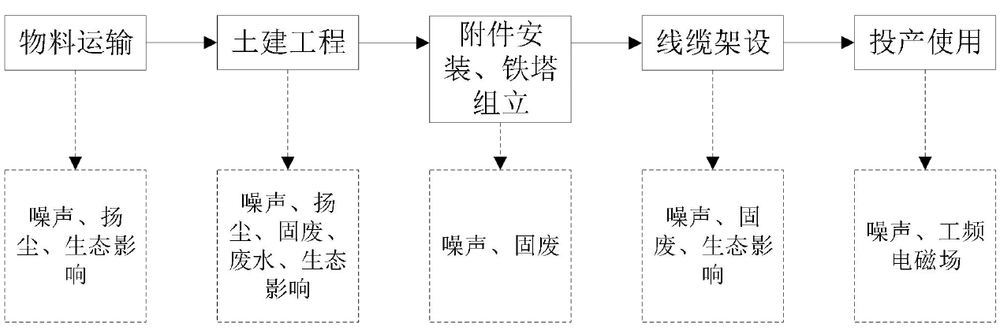 物料运输
土建工程
附件安
装、铁塔
组立
线缆架设
投产使用
噪声、扬
尘、生态影
响
噪声、扬
尘、固废、
废水、生态
影响
噪声、固废
噪声、固
废、生态影
响
噪声、工频
电磁场